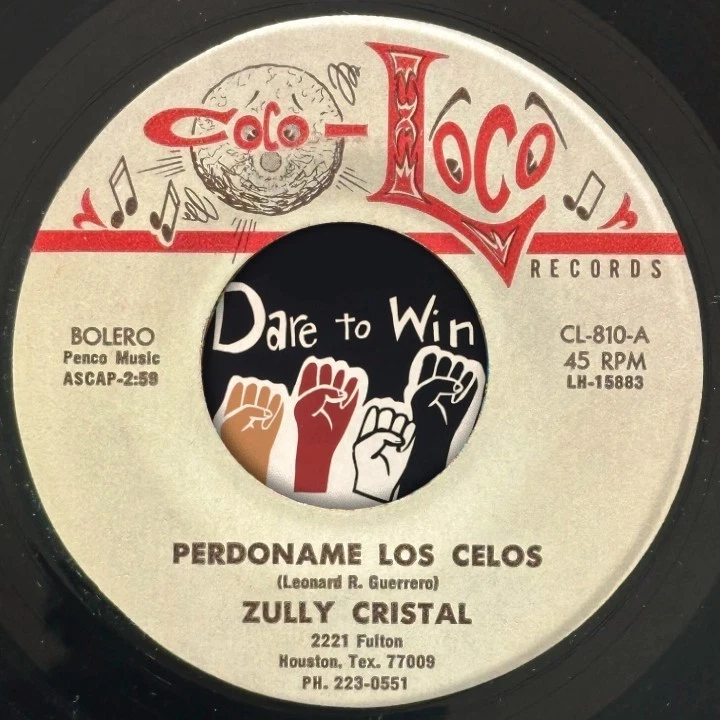 COCO-LOCO
RECORDS
Dare to Win
BOLERO
Penco Music
ASCAP-2:59
CL-810-A
45 RPM
LH-15883
PERDONAME LOS CELOS
(Leonard R. Guerrero)
ZULLY CRISTAL
2221 Fulton
Houston, Tex. 77009
PH. 223-0551